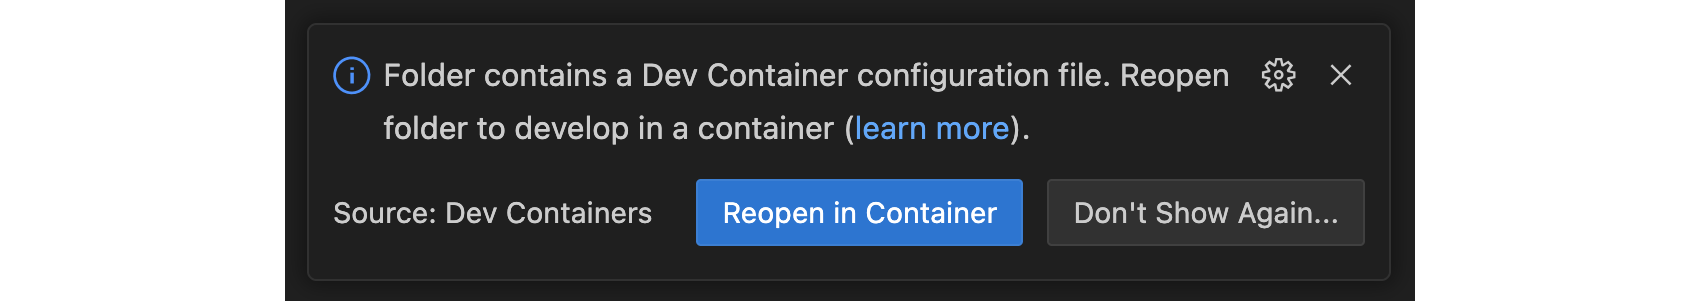 Folder contains a Dev Container configuration file. Reopen
folder to develop in a container (learn more).
Source: Dev Containers
Reopen in Container
Don't Show Again...